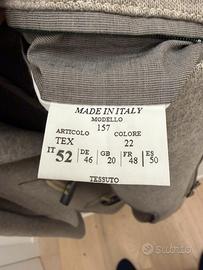 MADE IN ITALY
MODELLO
157
ARTICOLO COLORE
TEX 22
IT 52 DE 46 GB 20 FR 48 ES 50
TESSUTO
subito